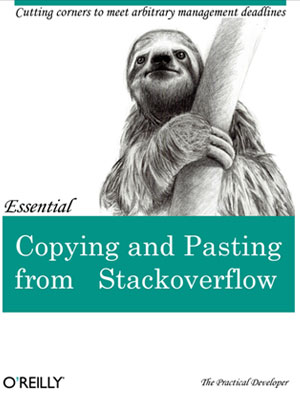 Cutting corners to meet arbitrary management deadlines
Essential
Copying and Pasting
from Stackoverflow
O'REILLY
The Practical Developer